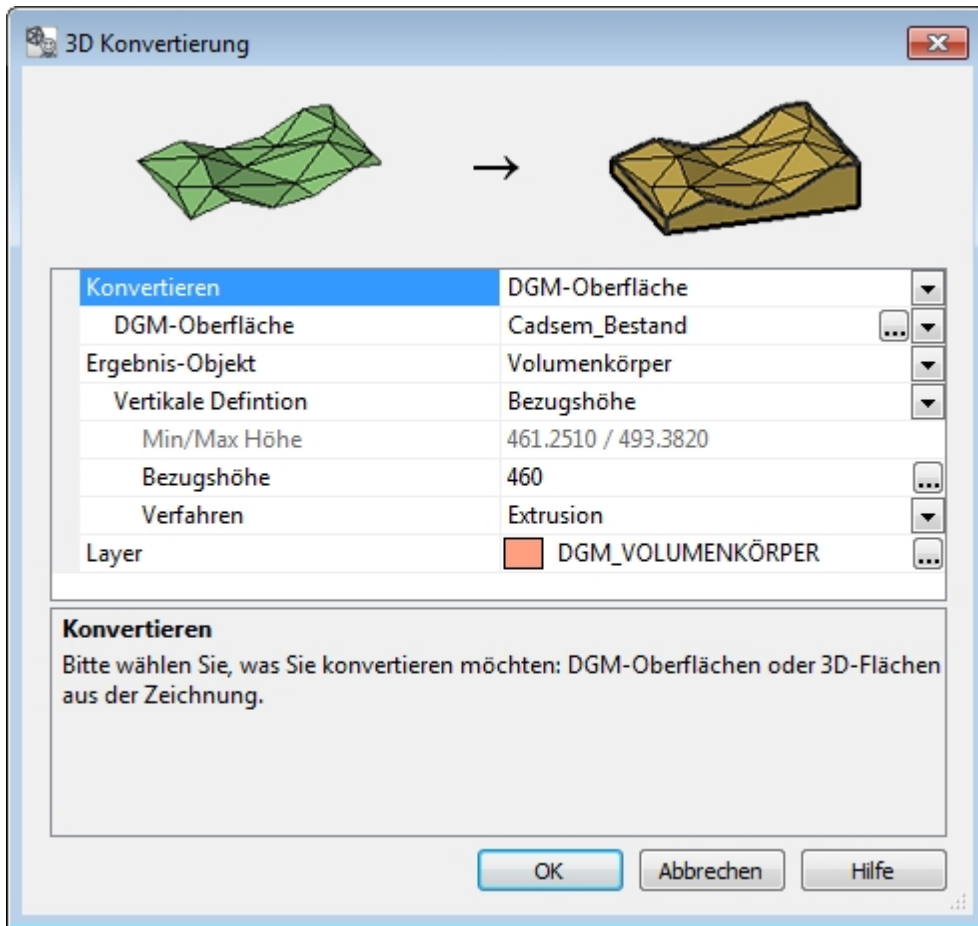 3D Konvertierung
Konvertieren DGM-Oberfläche
DGM-Oberfläche Cadsem_Bestand ...
Ergebnis-Objekt Volumenkörper
Vertikale Defintion Bezugshöhe
Min/Max Höhe 461.2510 / 493.3820
Bezugshöhe 460 ...
Verfahren Extrusion
Layer DGM_VOLUMENKÖRPER ...
Konvertieren
Bitte wählen Sie, was Sie konvertieren möchten: DGM-Oberflächen oder 3D-Flächen
aus der Zeichnung.
OK Abbrechen Hilfe